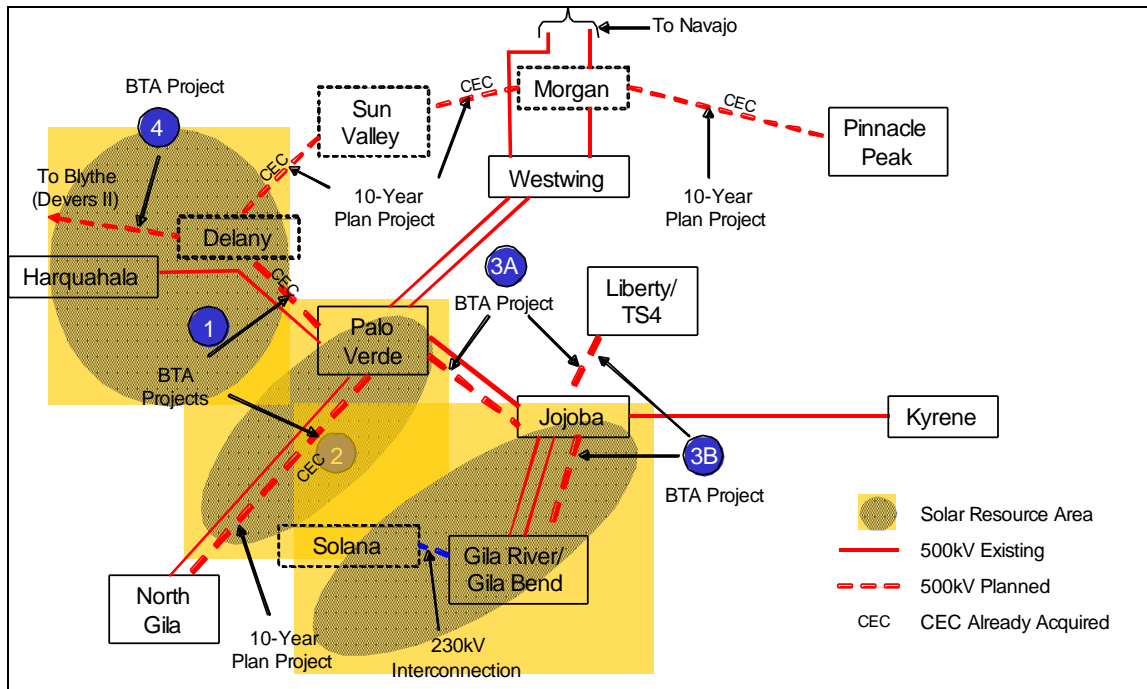 To Navajo
BTA Project
4
CEC
Morgan
CEC
Sun
Valley
Pinnacle
Peak
To Blythe
(Devers II)
CEC
10-Year
Plan Project
Westwing
10-Year
Plan Project
Delany
Harquahala
CEC
3A
BTA Project
Liberty/
TS4
1
Palo
Verde
BTA
Projects
Jojoba
Kyrene
2
CEC
3B
BTA Project
Solar Resource Area
Solana
Gila River/
Gila Bend
500kV Existing
North
Gila
500kV Planned
10-Year
Plan Project
230kV
Interconnection
CEC
CEC Already Acquired